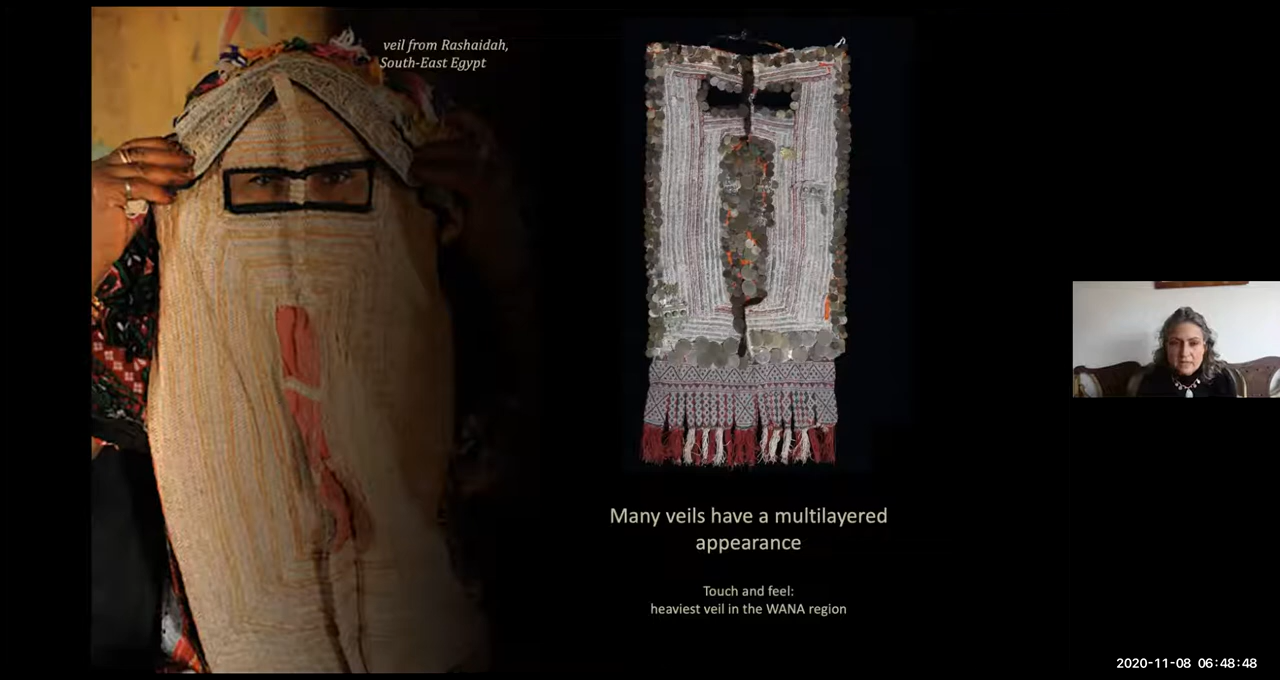 veil from Rashaidah,
South-East Egypt
Many veils have a multilayered
appearance
Touch and feel:
heaviest veil in the WANA region
2020-11-08 06:48:48